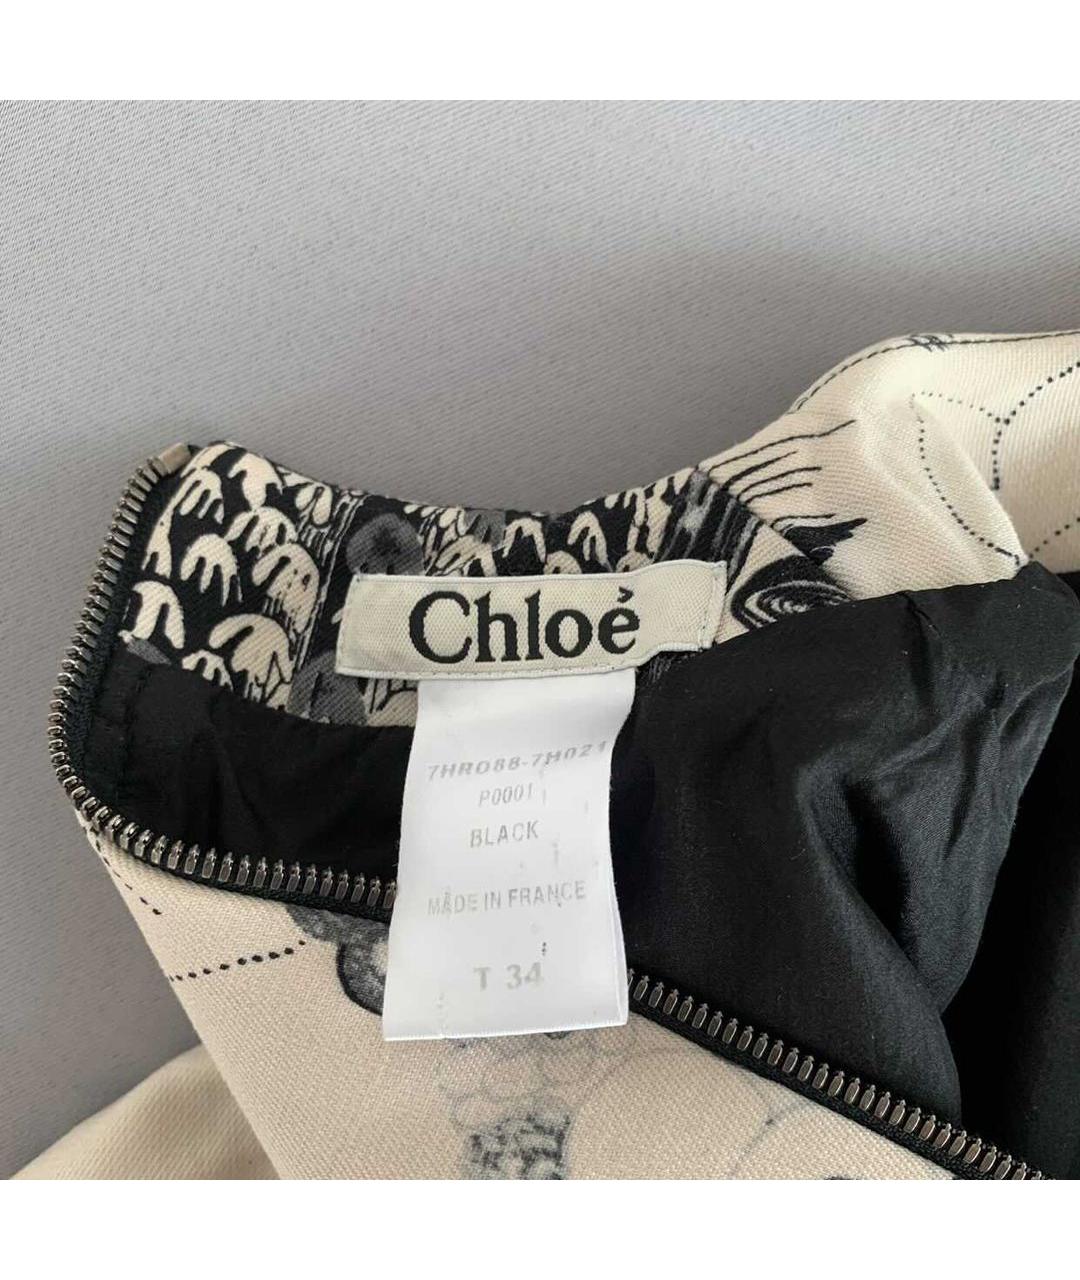 Chloé
7HRO88-7H021
P0001
BLACK
MADE IN FRANCE
T 34